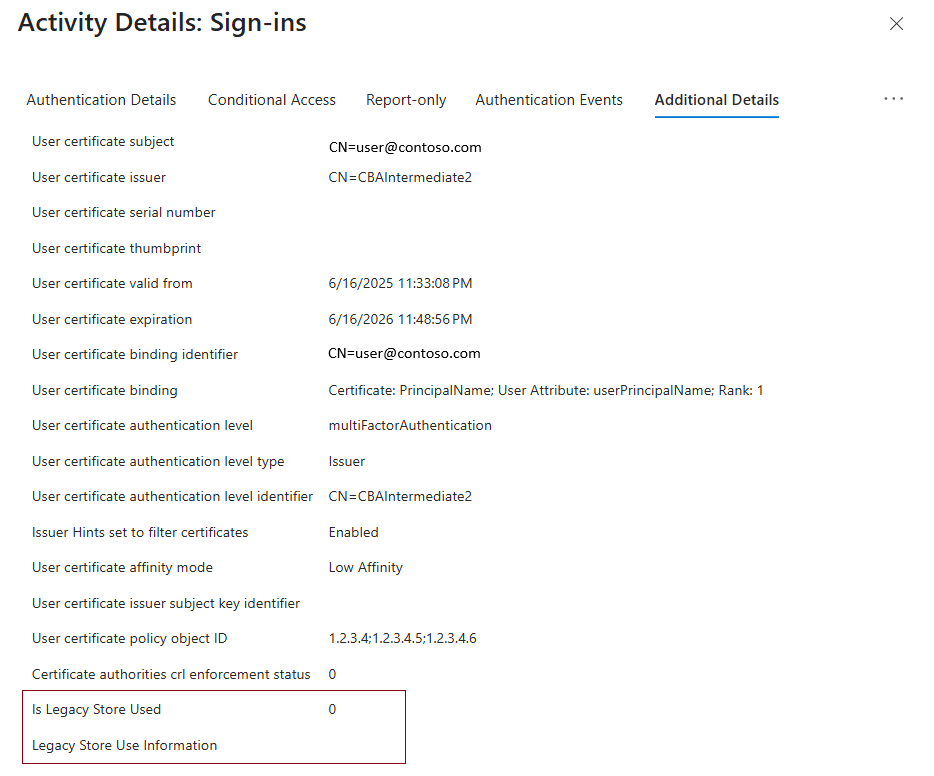 Activity Details: Sign-ins
Authentication Details Conditional Access Report-only Authentication Events Additional Details ...
User certificate subject CN=user@contoso.com
User certificate issuer CN=CBAIntermediate2
User certificate serial number
User certificate thumbprint
User certificate valid from 6/16/2025 11:33:08 PM
User certificate expiration 6/16/2026 11:48:56 PM
User certificate binding identifier CN=user@contoso.com
User certificate binding Certificate: PrincipalName; User Attribute: userPrincipalName; Rank: 1
User certificate authentication level multiFactorAuthentication
User certificate authentication level type Issuer
User certificate authentication level identifier CN=CBAIntermediate2
Issuer Hints set to filter certificates Enabled
User certificate affinity mode Low Affinity
User certificate issuer subject key identifier
User certificate policy object ID 1.2.3.4;1.2.3.4.5;1.2.3.4.6
Certificate authorities crl enforcement status 0
Is Legacy Store Used 0
Legacy Store Use Information